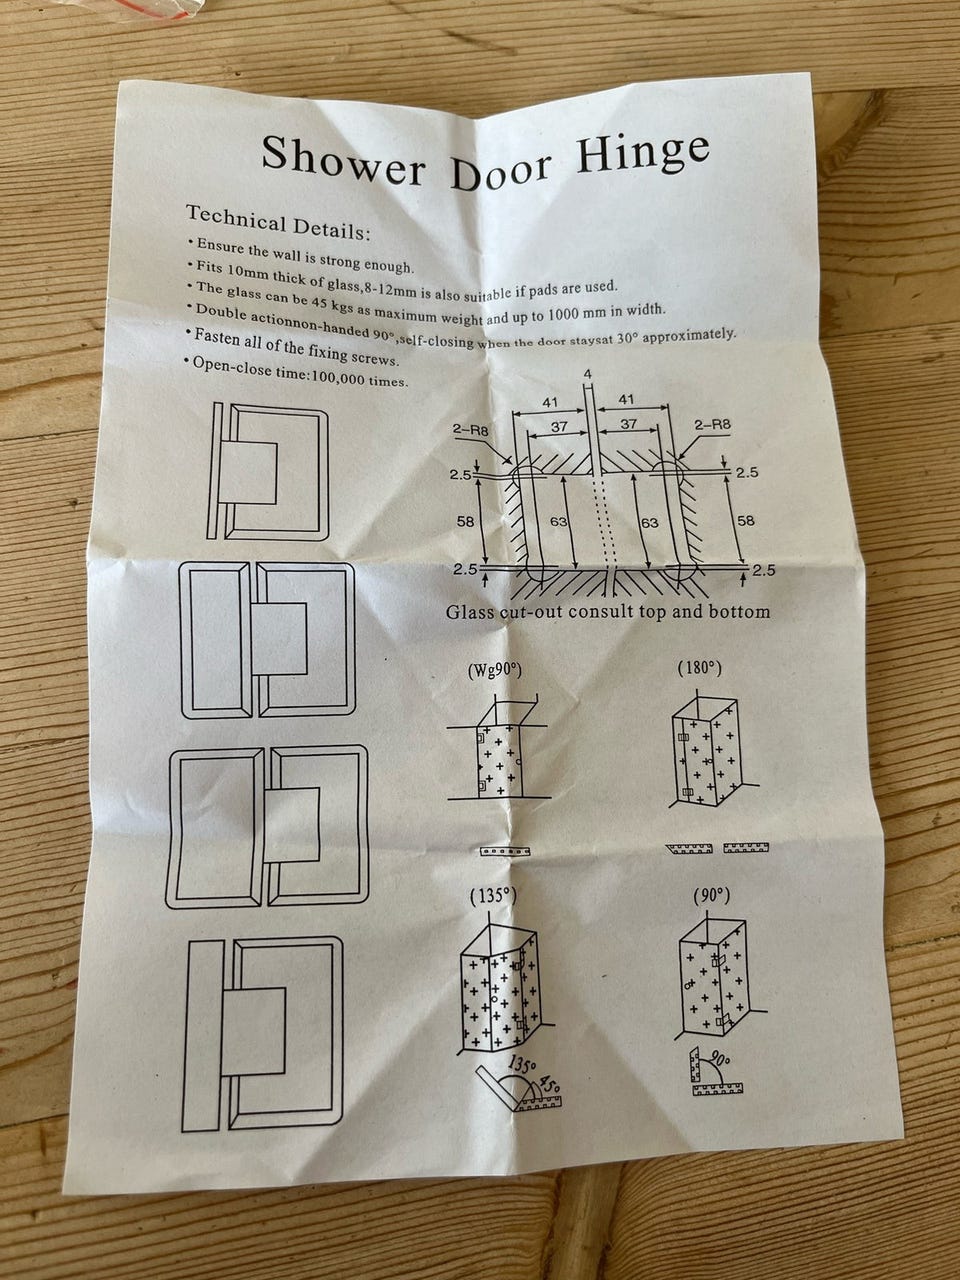 Shower Door Hinge
Technical Details:
• Ensure the wall is strong enough.
• Fits 10mm thick of glass,8-12mm is also suitable if pads are used.
• The glass can be 45 kgs as maximum weight and up to 1000 mm in width.
• Double actionnon-handed 90°,self-closing when the door staysat 30° approximately.
• Fasten all of the fixing screws.
• Open-close time:100,000 times.
4
41 41
2-R8 37 37 2-R8
2.5 2.5
58 63 63 58
2.5 2.5
Glass cut-out consult top and bottom
(Wg90°) (180°)
(135°) (90°)
135° 45° 90°